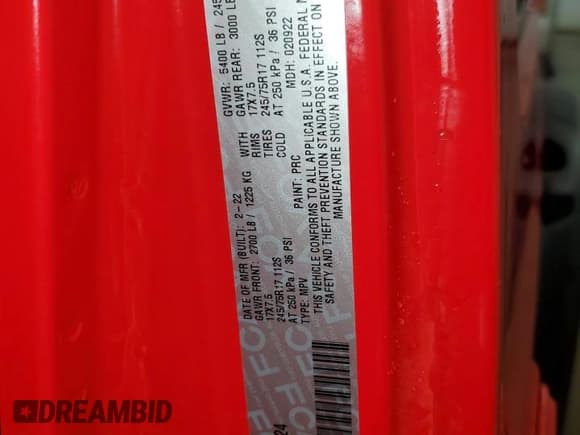 DATE OF MFR (BUILT): 2-22 GVWR: 5400 LB / 245
GAWR FRONT: 2700 LB / 1225 KG WITH GAWR REAR: 3000 LB
17X7.5 RIMS 17X7.5
245/75R17 112S TIRES 245/75R17 112S
AT 250 kPa / 36 PSI COLD AT 250 kPa / 36 PSI
TYPE: MPV PAINT: PRC MDH: 020922
THIS VEHICLE CONFORMS TO ALL APPLICABLE U.S.A. FEDERAL M
SAFETY AND THEFT PREVENTION STANDARDS IN EFFECT ON
MANUFACTURE SHOWN ABOVE.
24
DREAMBID